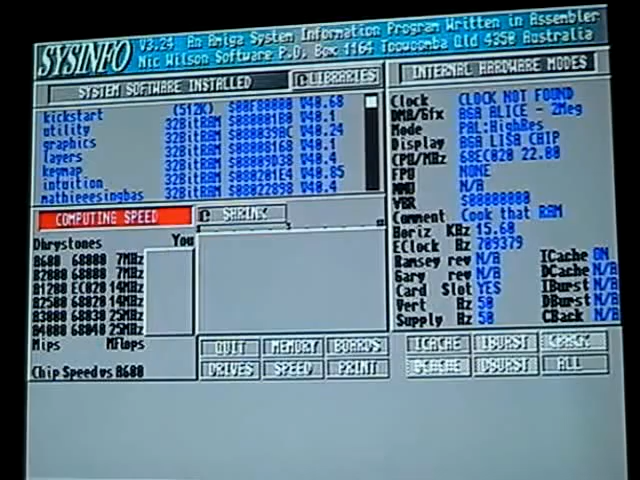 SYSINFO
V3.24 An Amiga System Information Program Written in Assembler
Nic Wilson Software P.O. Box 1164 Toowoomba Qld 4350 Australia
SYSTEM SOFTWARE INSTALLED LIBRARIES
kickstart (512K) $00F80000 V40.68
utility 32BitRAM V40.1
graphics 32BitRAM V40.24
layers 32BitRAM V40.1
keymap 32BitRAM V40.4
intuition 32BitRAM V40.85
mathieeesingbas 32BitRAM V40.4
INTERNAL HARDWARE MODES
Clock CLOCK NOT FOUND
DMA/Gfx AGA ALICE - 2Meg
Mode PAL:HighRes
Display AGA LISA CHIP
CPU/MHz 68EC020 22.00
FPU NONE
MMU N/A
VBR $00000000
Comment Cook that RAM
Horiz KHz 15.60
EClock Hz 709379
Ramsey rev N/A
Gary rev N/A
Card Slot YES
Vert Hz 50
Supply Hz 50
ICache ON
DCache N/A
IBurst N/A
DBurst N/A
CBack N/A
COMPUTING SPEED
SHRINK
Dhrystones You
A600 68000 7MHz
B2000 68000 7MHz
A1200 EC020 14MHz
A2500 68020 14MHz
A3000 68030 25MHz
A4000 68040 25MHz
Mips MFlops
Chip Speed vs A600
QUIT MEMORY BOARDS
DRIVES SPEED PRINT
ICACHE IBURST CBACK
DCACHE DBURST ALL